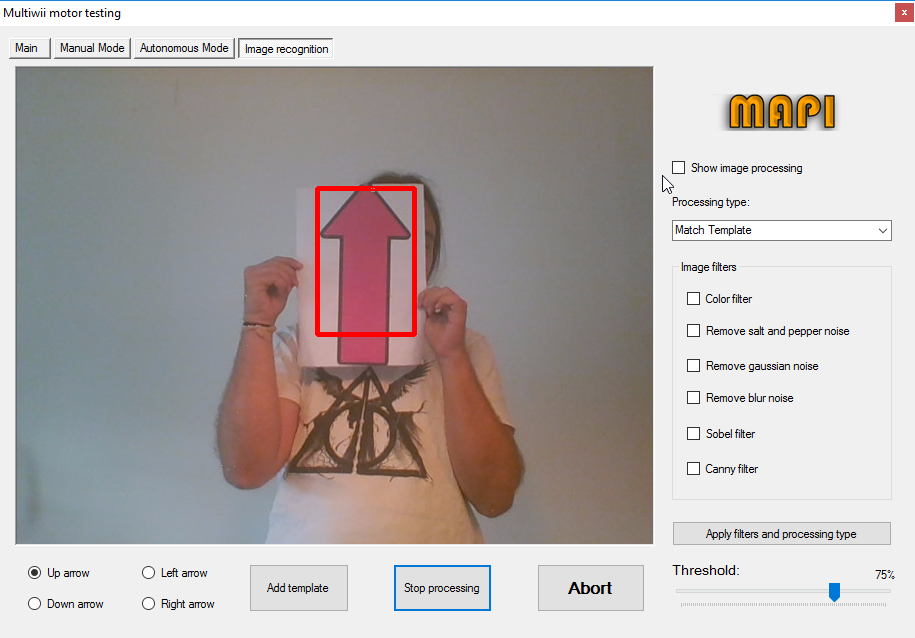 Multiwii motor testing
x
Main
Manual Mode
Autonomous Mode
Image recognition
MAPI
Show image processing
Processing type:
Match Template
Image filters
Color filter
Remove salt and pepper noise
Remove gaussian noise
Remove blur noise
Sobel filter
Canny filter
Apply filters and processing type
Threshold:
75%
Up arrow
Left arrow
Down arrow
Right arrow
Add template
Stop processing
Abort